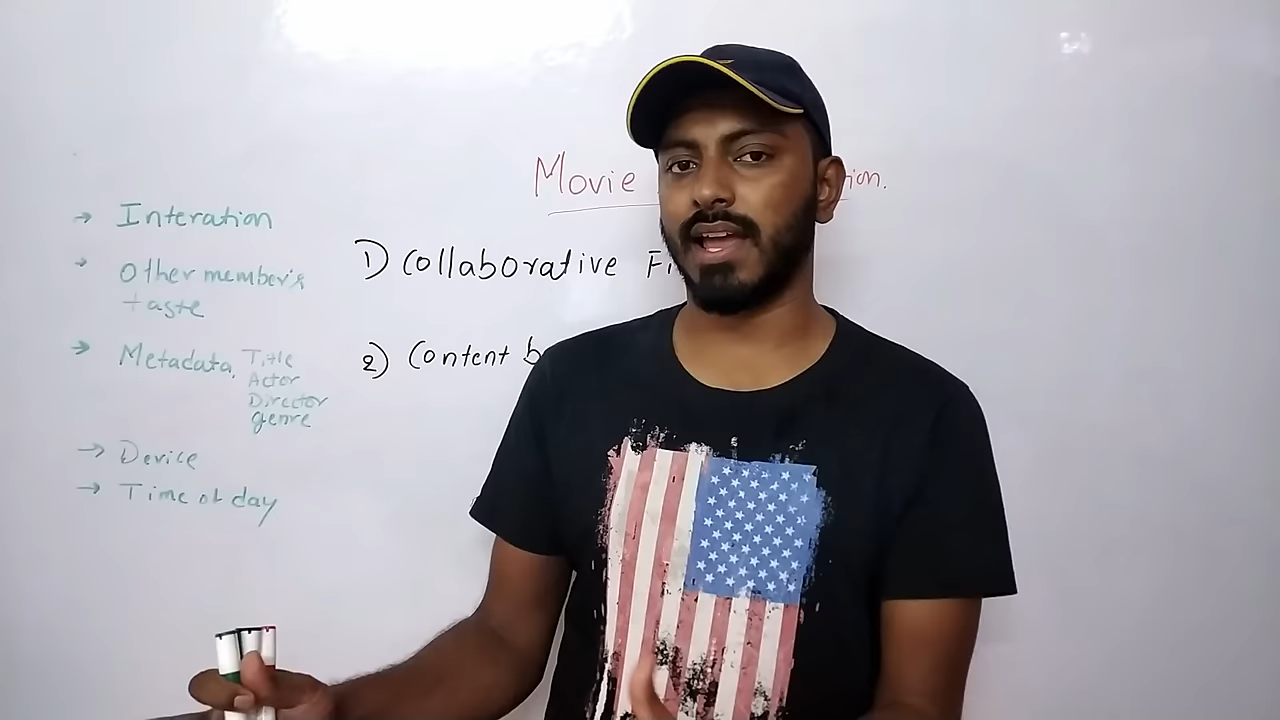 Movie
ion.
→ Interation
Other member's
taste
→ Metadata, Title
Actor
Director
genre
→ Device
→ Time of day
1) Collaborative Fi
2) Content b